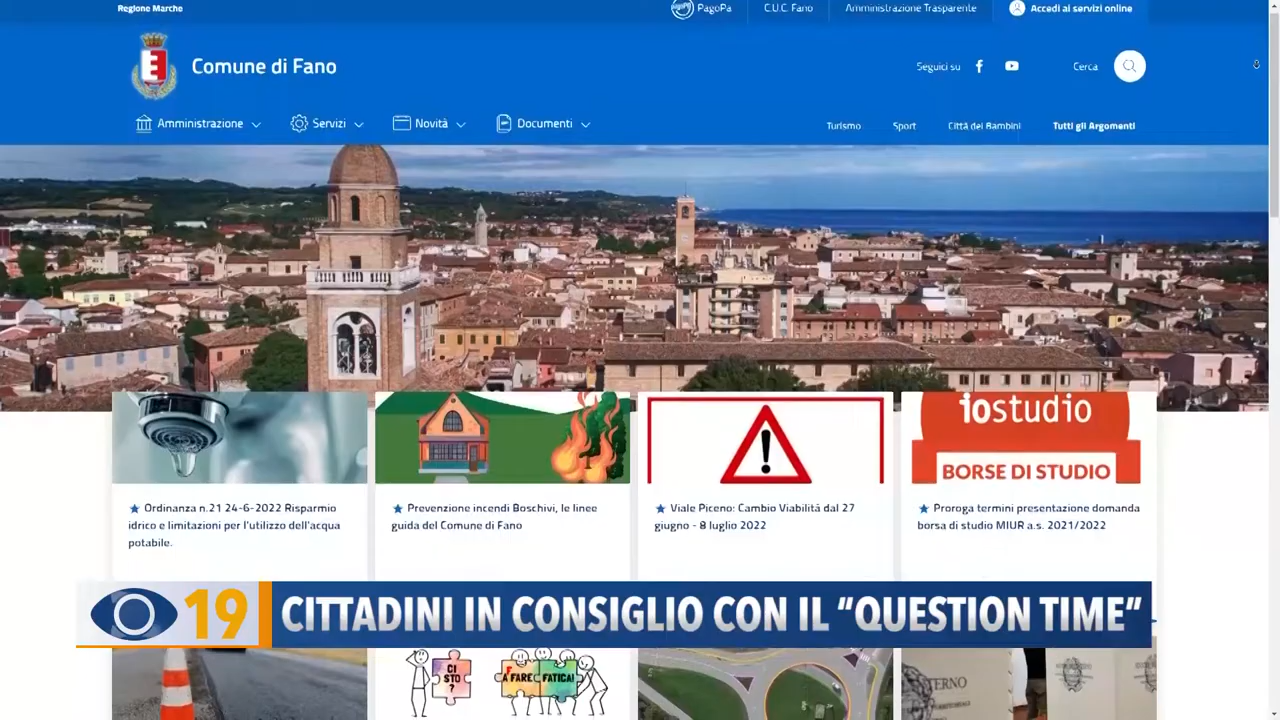 Regione Marche
PagoPa
C.U.C. Fano
Amministrazione Trasparente
Accedi ai servizi online
Comune di Fano
Seguici su
Cerca
Amministrazione
Servizi
Novità
Documenti
Turismo
Sport
Città dei Bambini
Tutti gli Argomenti
iostudio
BORSE DI STUDIO
Ordinanza n.21 24-6-2022 Risparmio
idrico e limitazioni per l'utilizzo dell'acqua
potabile.
Prevenzione incendi Boschivi, le linee
guida del Comune di Fano
Viale Piceno: Cambio Viabilità dal 27
giugno - 8 luglio 2022
Proroga termini presentazione domanda
borsa di studio MIUR a.s. 2021/2022
19
CITTADINI IN CONSIGLIO CON IL “QUESTION TIME”
CI
STO
?
A FARE
FATICA!
TERNO